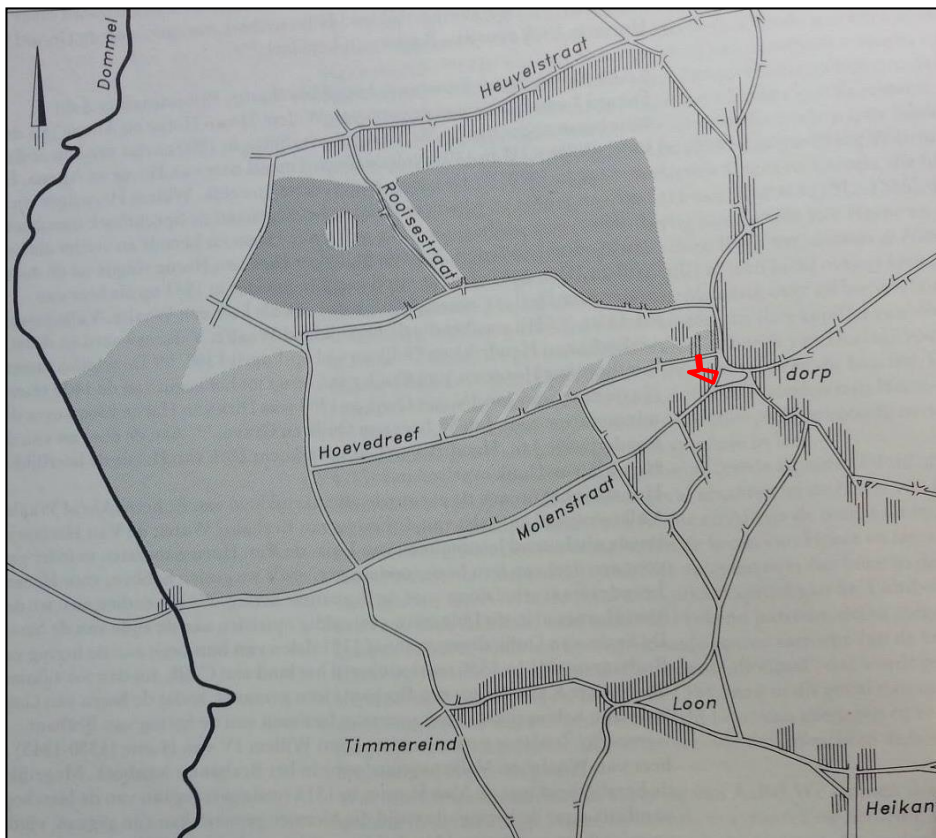 Dommel
Heuvelstraat
Rooisestraat
dorp
Hoevedreef
Molenstraat
Loon
Timmereind
Heikant